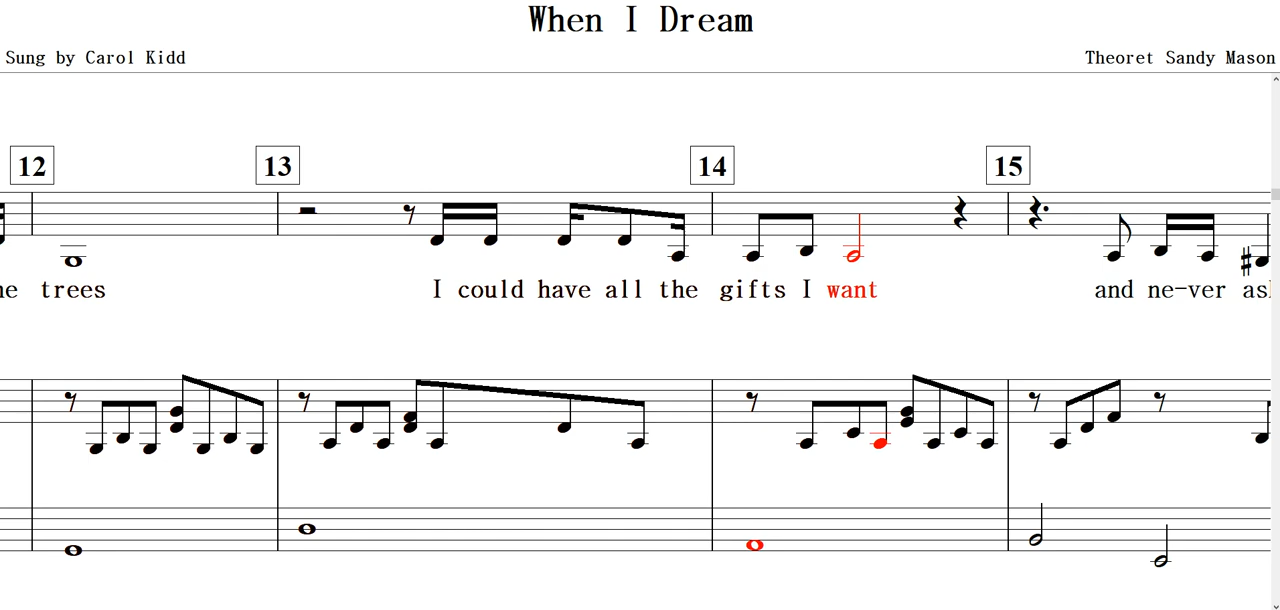 When I Dream
Sung by Carol Kidd
Theoret Sandy Mason
12 13 14 15
trees I could have all the gifts I want and ne-ver